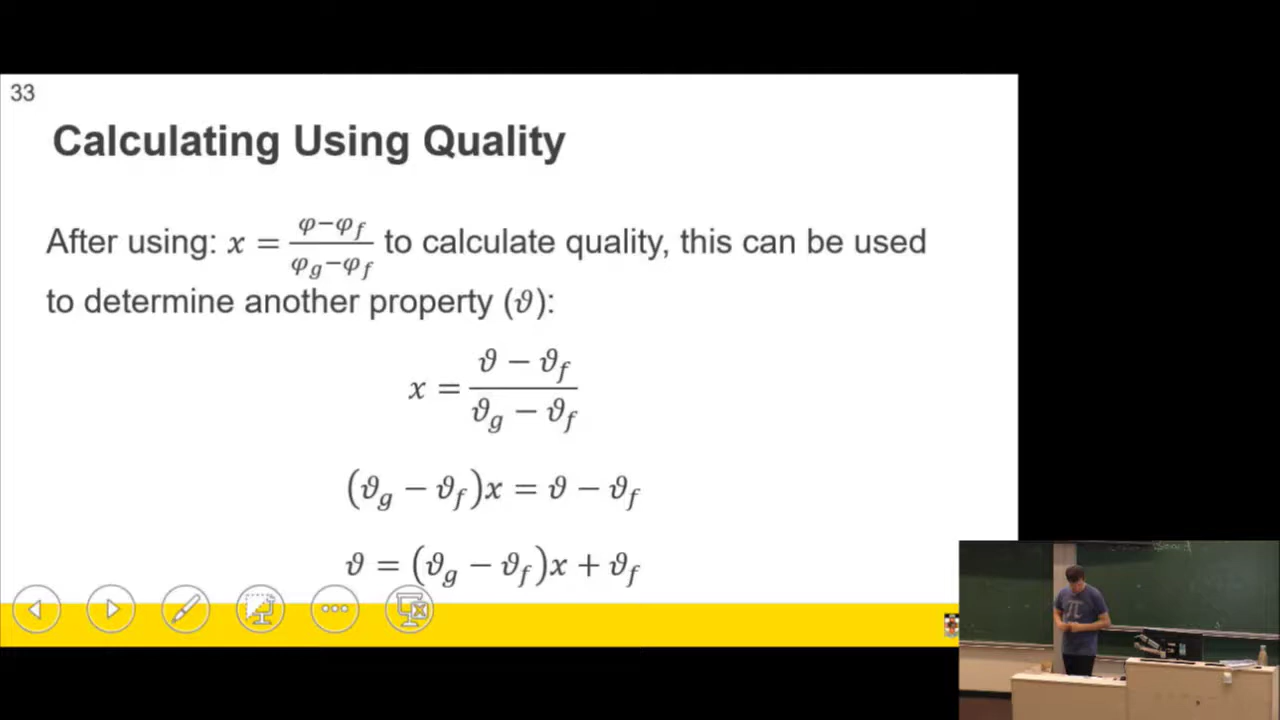 33
Calculating Using Quality
After using: x = (φ−φ_f)/(φ_g−φ_f) to calculate quality, this can be used
to determine another property (ϑ):
x = (ϑ − ϑ_f)/(ϑ_g − ϑ_f)
(ϑ_g − ϑ_f)x = ϑ − ϑ_f
ϑ = (ϑ_g − ϑ_f)x + ϑ_f
π